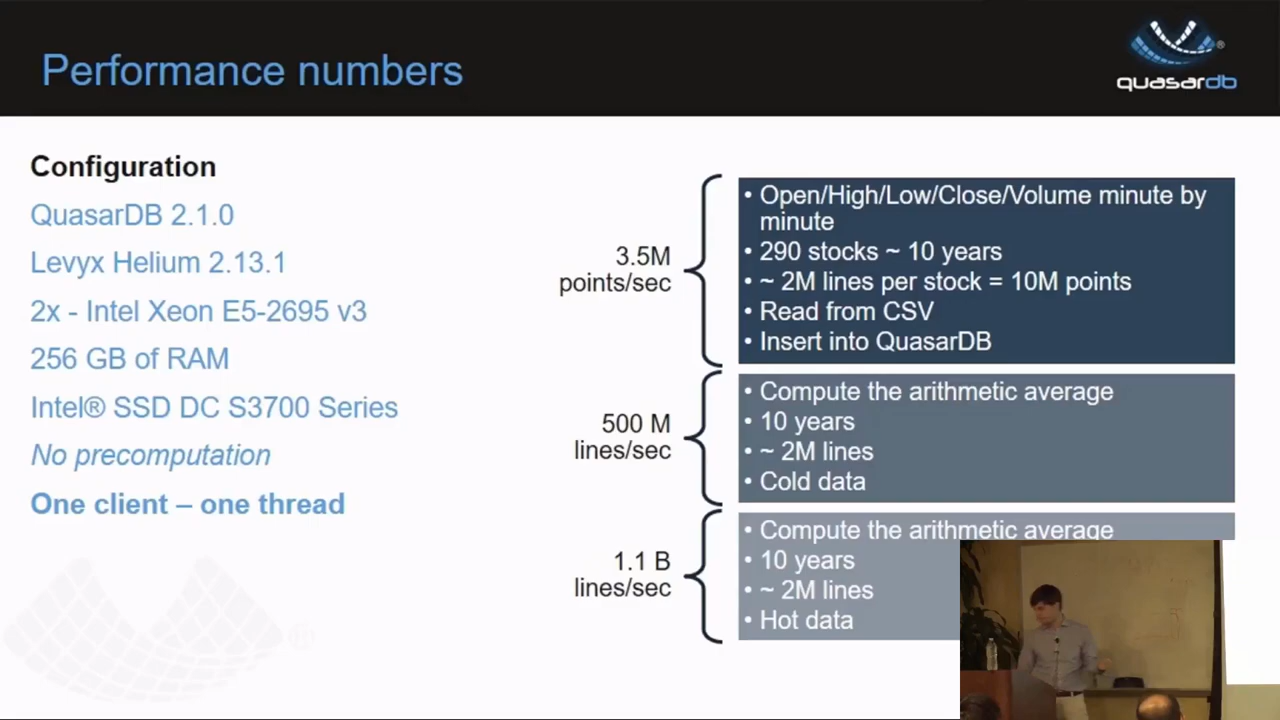 Performance numbers
quasardb
Configuration
QuasarDB 2.1.0
Levyx Helium 2.13.1
2x - Intel Xeon E5-2695 v3
256 GB of RAM
Intel® SSD DC S3700 Series
No precomputation
One client – one thread
3.5M
points/sec
• Open/High/Low/Close/Volume minute by
minute
• 290 stocks ~ 10 years
• ~ 2M lines per stock = 10M points
• Read from CSV
• Insert into QuasarDB
500 M
lines/sec
• Compute the arithmetic average
• 10 years
• ~ 2M lines
• Cold data
1.1 B
lines/sec
• Compute the arithmetic average
• 10 years
• ~ 2M lines
• Hot data